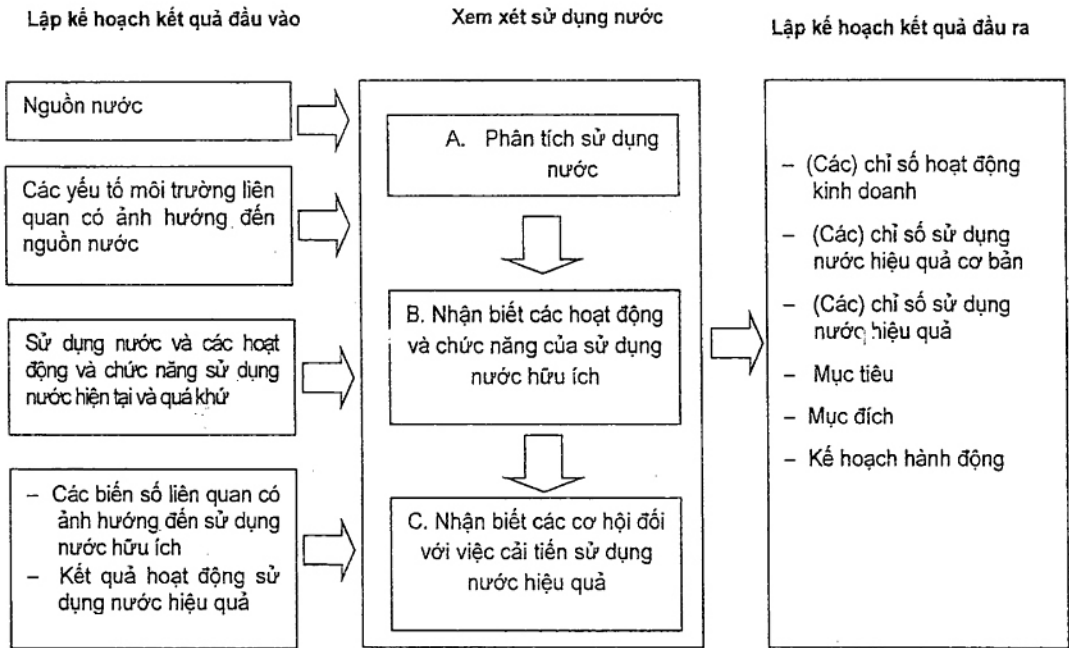 Lập kế hoạch kết quả đầu vào
Xem xét sử dụng nước
Lập kế hoạch kết quả đầu ra
Nguồn nước
Các yếu tố môi trường liên
quan có ảnh hưởng đến
nguồn nước
Sử dụng nước và các hoạt
động và chức năng sử dụng
nước hiện tại và quá khứ
– Các biến số liên quan có
ảnh hưởng đến sử dụng
nước hữu ích
– Kết quả hoạt động sử
dụng nước hiệu quả
A. Phân tích sử dụng
nước
B. Nhận biết các hoạt động
và chức năng của sử dụng
nước hữu ích
C. Nhận biết các cơ hội đối
với việc cải tiến sử dụng
nước hiệu quả
– (Các) chỉ số hoạt động
kinh doanh
– (Các) chỉ số sử dụng
nước hiệu quả cơ bản
– (Các) chỉ số sử dụng
nước hiệu quả
– Mục tiêu
– Mục đích
– Kế hoạch hành động